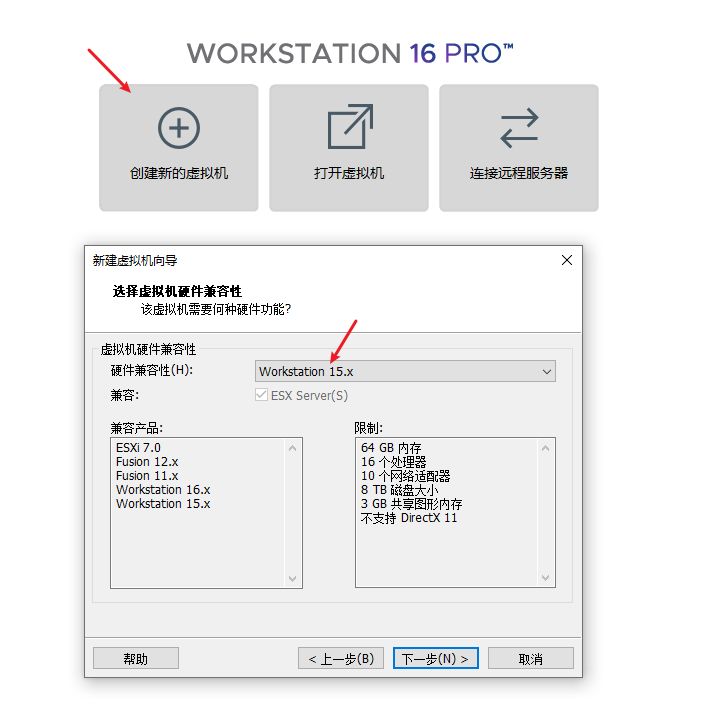 WORKSTATION 16 PRO™
创建新的虚拟机
打开虚拟机
连接远程服务器
新建虚拟机向导
选择虚拟机硬件兼容性
该虚拟机需要何种硬件功能?
虚拟机硬件兼容性
硬件兼容性(H):
Workstation 15.x
兼容:
ESX Server(S)
兼容产品:
ESXi 7.0
Fusion 12.x
Fusion 11.x
Workstation 16.x
Workstation 15.x
限制:
64 GB 内存
16 个处理器
10 个网络适配器
8 TB 磁盘大小
3 GB 共享图形内存
不支持 DirectX 11
帮助
< 上一步(B)
下一步(N) >
取消